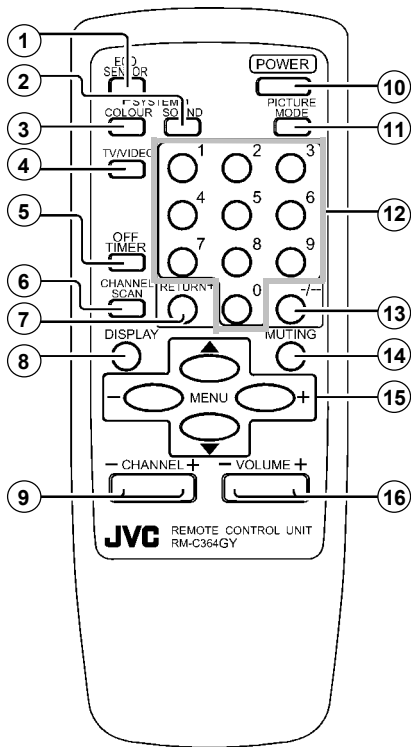 1
ECO
SENSOR
POWER
10
2
SYSTEM
COLOUR SOUND
PICTURE
MODE
3
11
TV/VIDEO
4
1 2 3
4 5 6
7 8 9
12
OFF
TIMER
5
CHANNEL
SCAN
6
RETURN+ 0 -/--
7
13
DISPLAY
MUTING
8
14
- MENU +
15
- CHANNEL +
- VOLUME +
9
16
JVC REMOTE CONTROL UNIT
RM-C364GY